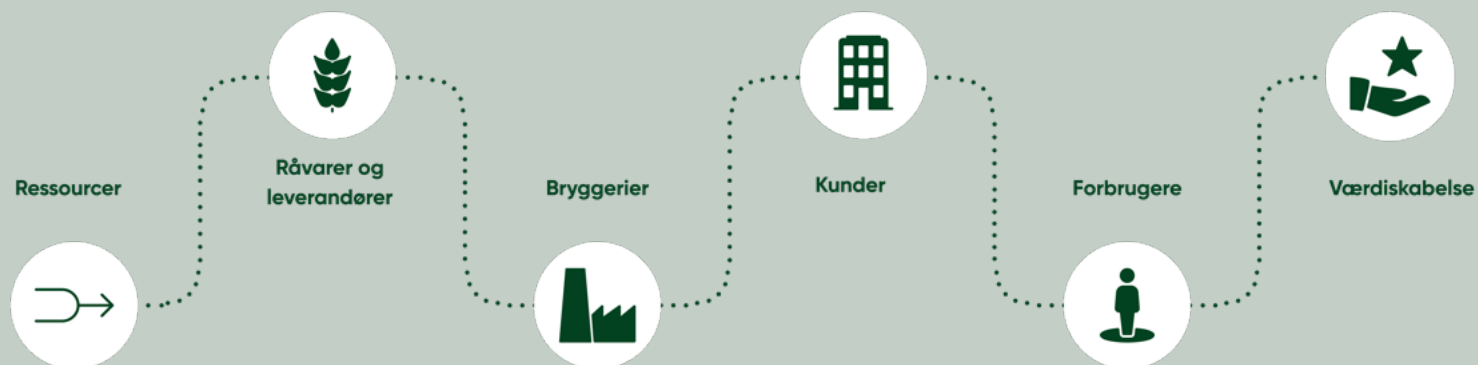 Ressourcer
Råvarer og
leverandører
Bryggerier
Kunder
Forbrugere
Værdiskabelse